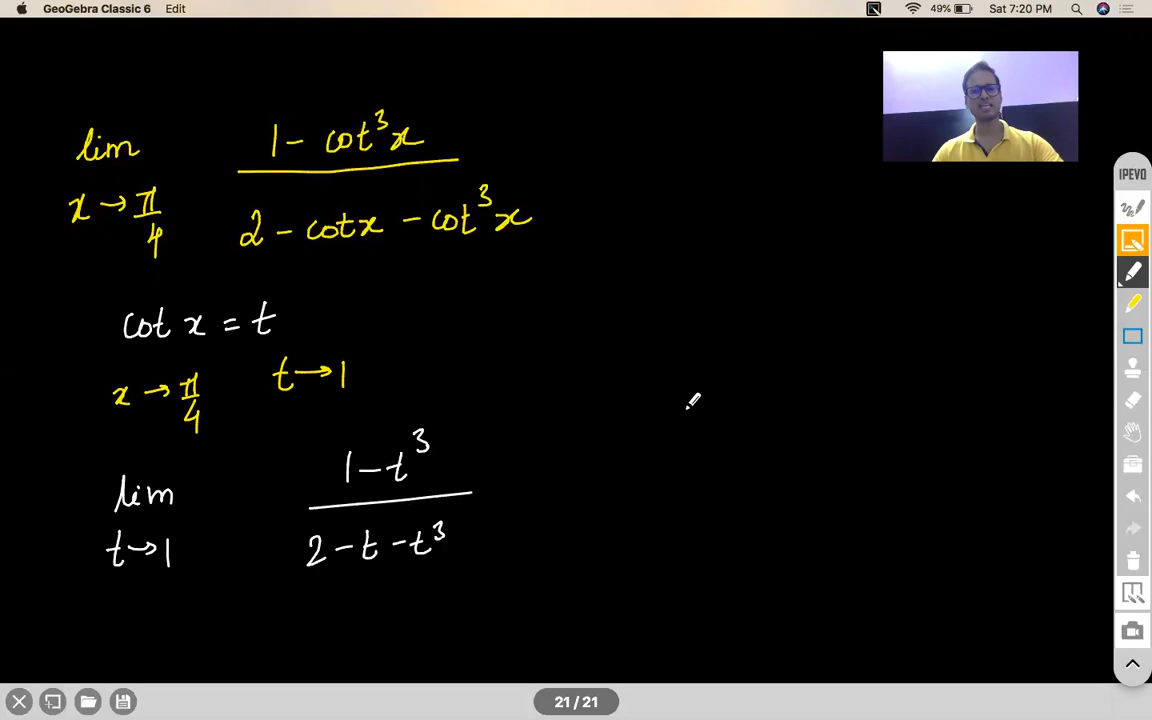 GeoGebra Classic 6 Edit 49% Sat 7:20 PM
lim 1 - cot³x
x → π/4 2 - cotx - cot³x
IPEVO
cot x = t
x → π/4 t → 1
lim 1 - t³
t → 1 2 - t - t³
21 / 21